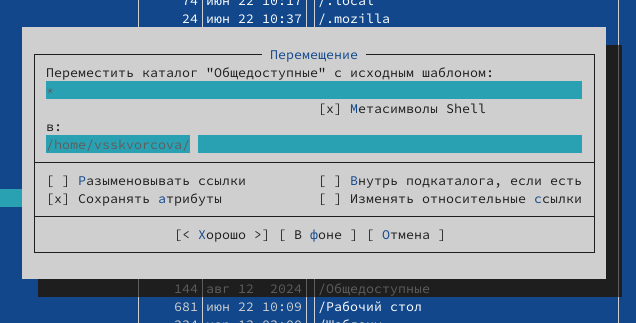 74 июн 22 10:17 /.local
24 июн 22 10:37 /.mozilla
Перемещение
Переместить каталог "Общедоступные" с исходным шаблоном:
*
[x] Метасимволы Shell
в:
/home/vsskvorcova/
[ ] Разыменовывать ссылки [ ] Внутрь подкаталога, если есть
[x] Сохранять атрибуты [ ] Изменять относительные ссылки
[< Хорошо >] [ В фоне ] [ Отмена ]
144 авг 12 2024 /Общедоступные
681 июн 22 10:09 /Рабочий стол